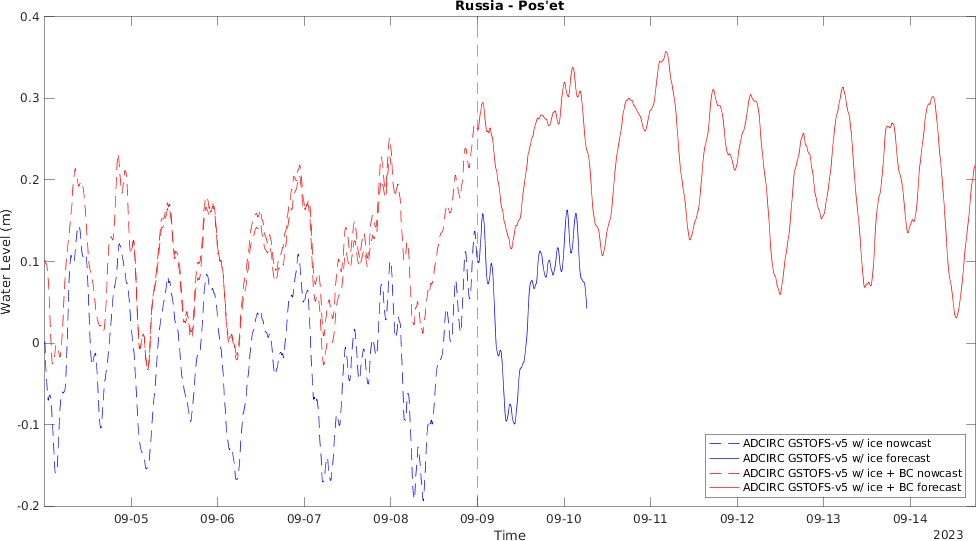 Russia - Pos'et
0.4
0.3
0.2
0.1
0
-0.1
-0.2
Water Level (m)
ADCIRC GSTOFS-v5 w/ ice nowcast
ADCIRC GSTOFS-v5 w/ ice forecast
ADCIRC GSTOFS-v5 w/ ice + BC nowcast
ADCIRC GSTOFS-v5 w/ ice + BC forecast
09-05 09-06 09-07 09-08 09-09 09-10 09-11 09-12 09-13 09-14
Time
2023